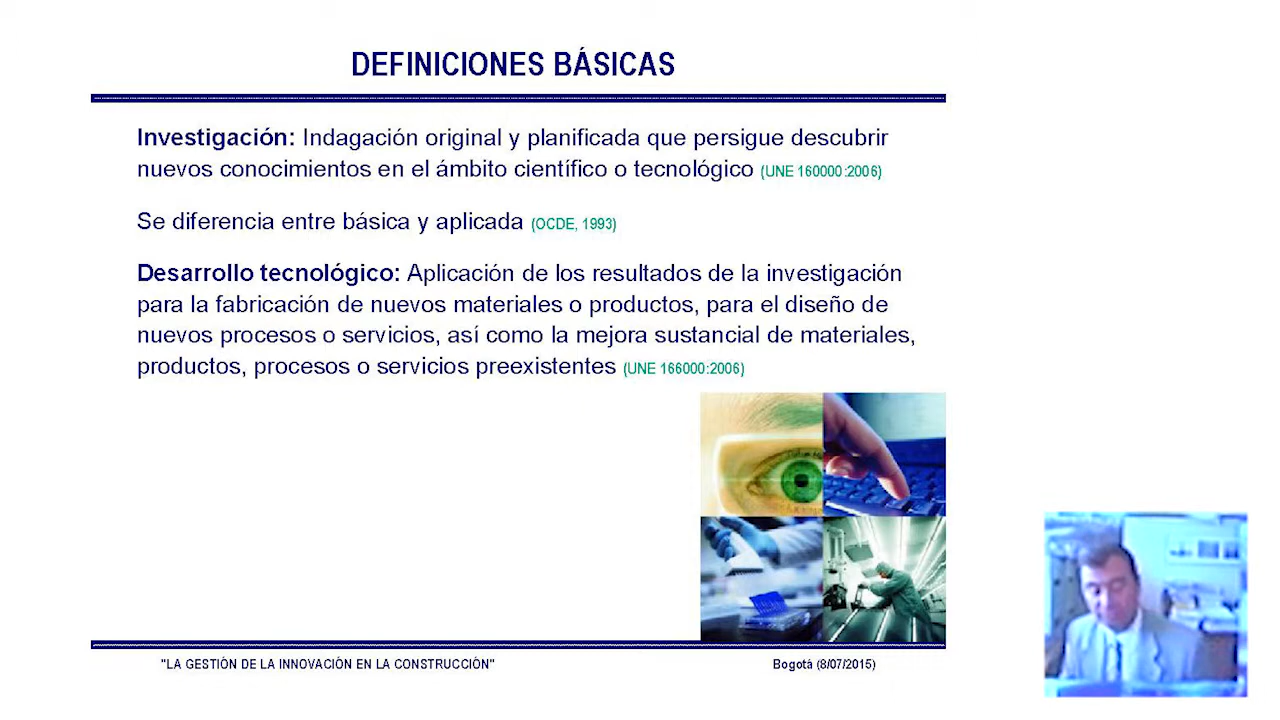 DEFINICIONES BÁSICAS
Investigación: Indagación original y planificada que persigue descubrir
nuevos conocimientos en el ámbito científico o tecnológico (UNE 160000:2006)
Se diferencia entre básica y aplicada (OCDE, 1993)
Desarrollo tecnológico: Aplicación de los resultados de la investigación
para la fabricación de nuevos materiales o productos, para el diseño de
nuevos procesos o servicios, así como la mejora sustancial de materiales,
productos, procesos o servicios preexistentes (UNE 166000:2006)
"LA GESTIÓN DE LA INNOVACIÓN EN LA CONSTRUCCIÓN"
Bogotá (8/07/2015)